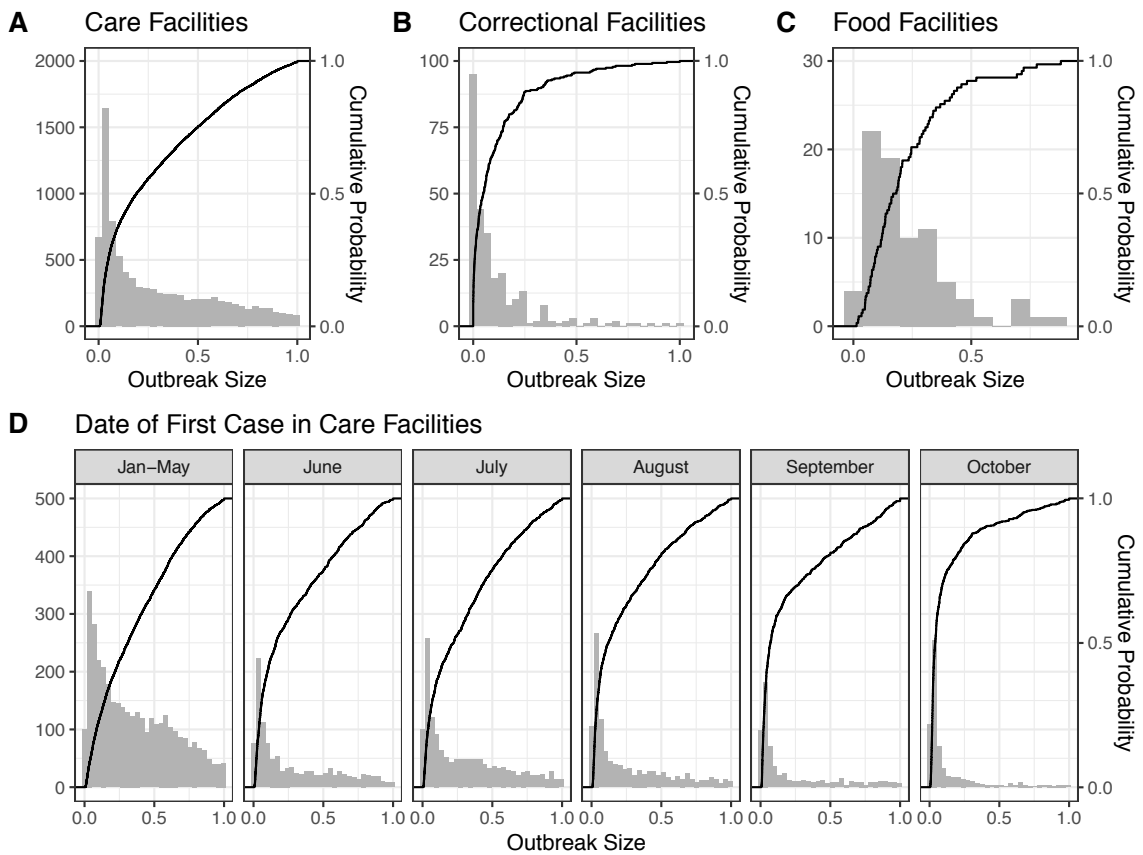 A Care Facilities
B Correctional Facilities
C Food Facilities
2000
1500
1000
500
0
1.0
0.5
0.0
Cumulative Probability
0.0 0.5 1.0
Outbreak Size
100
75
50
25
0
1.0
0.5
0.0
Cumulative Probability
0.0 0.5 1.0
Outbreak Size
30
20
10
0
1.0
0.5
0.0
Cumulative Probability
0.0 0.5
Outbreak Size
D Date of First Case in Care Facilities
Jan−May June July August September October
500
400
300
200
100
0
1.0
0.5
0.0
Cumulative Probability
0.0 0.5 1.0 0.0 0.5 1.0 0.0 0.5 1.0 0.0 0.5 1.0 0.0 0.5 1.0 0.0 0.5 1.0
Outbreak Size